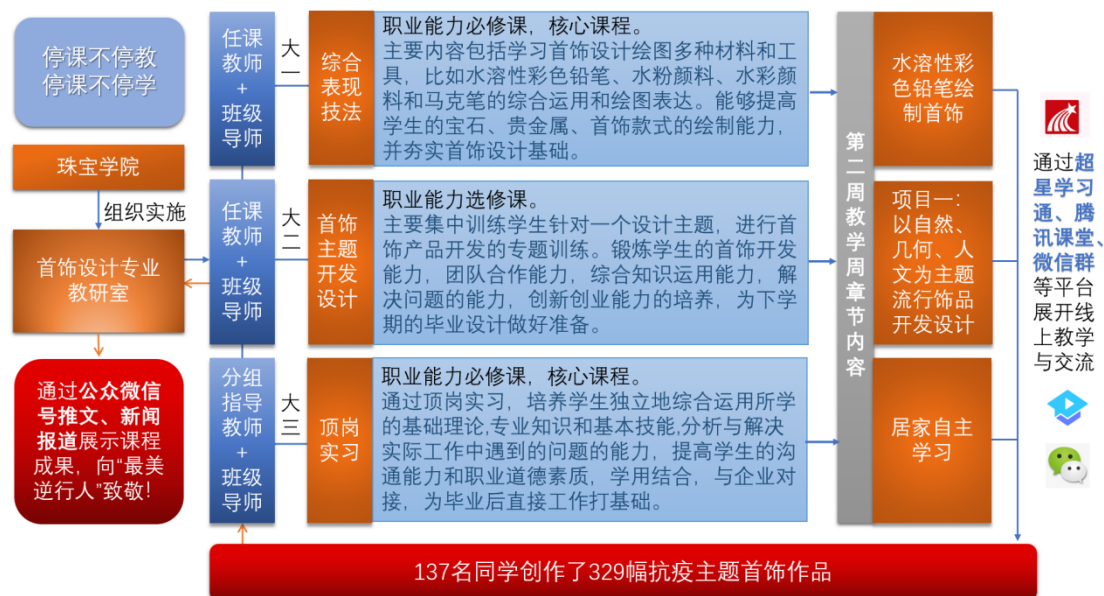 停课不停教
停课不停学
珠宝学院
组织实施
首饰设计专业
教研室
通过公众微信
号推文、新闻
报道展示课程
成果，向“最美
逆行人”致敬！
任课
教师
+
班级
导师
大
一
综合
表现
技法
职业能力必修课，核心课程。
主要内容包括学习首饰设计绘图多种材料和工
具，比如水溶性彩色铅笔、水粉颜料、水彩颜
料和马克笔的综合运用和绘图表达。能够提高
学生的宝石、贵金属、首饰款式的绘制能力，
并夯实首饰设计基础。
任课
教师
+
班级
导师
大
二
首饰
主题
开发
设计
职业能力选修课：
主要集中训练学生针对一个设计主题，进行首
饰产品开发的专题训练。锻炼学生的首饰开发
能力，团队合作能力，综合知识运用能力，解
决问题的能力，创新创业能力的培养，为下学
期的毕业设计做好准备。
分组
指导
教师
+
班级
导师
大
三
顶岗
实习
职业能力必修课，核心课程。
通过顶岗实习，培养学生独立地综合运用所学
的基础理论,专业知识和基本技能,分析与解决
实际工作中遇到的问题的能力，提高学生的沟
通能力和职业道德素质，学用结合，与企业对
接，为毕业后直接工作打基础。
第二周教学周章节内容
水溶性彩
色铅笔绘
制首饰
项目一：
以自然、
几何、人
文为主题
流行饰品
开发设计
居家自主
学习
通过超
星学习
通、腾
讯课堂、
微信群
等平台
展开线
上教学
与交流
137名同学创作了329幅抗疫主题首饰作品